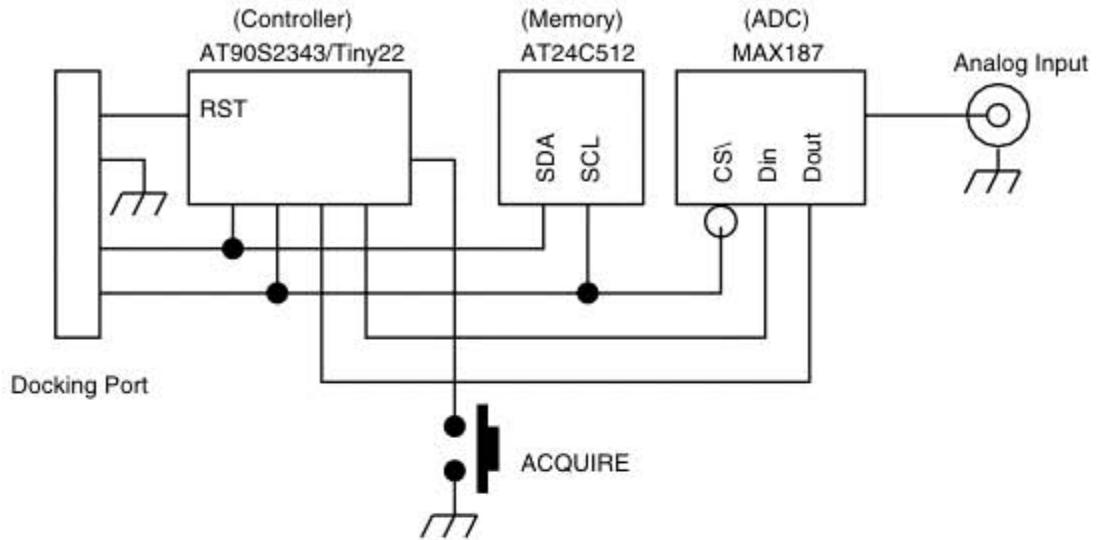 (Controller)
AT90S2343/Tiny22
(Memory)
AT24C512
(ADC)
MAX187
Analog Input
RST
SDA
SCL
CS\
Din
Dout
Docking Port
ACQUIRE